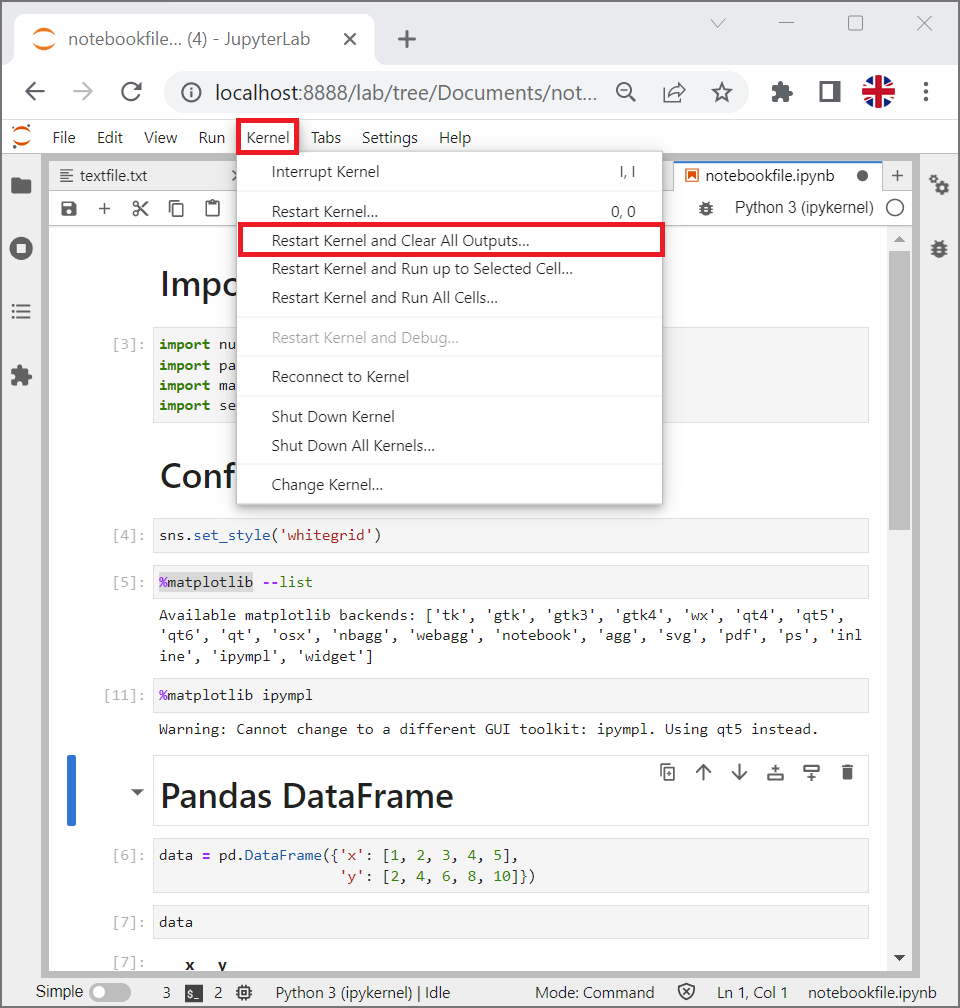 notebookfile... (4) - JupyterLab
localhost:8888/lab/tree/Documents/not...
File Edit View Run Kernel Tabs Settings Help
textfile.txt
notebookfile.ipynb
Python 3 (ipykernel)
Interrupt Kernel I, I
Restart Kernel... 0, 0
Restart Kernel and Clear All Outputs...
Restart Kernel and Run up to Selected Cell...
Restart Kernel and Run All Cells...
Restart Kernel and Debug...
Reconnect to Kernel
Shut Down Kernel
Shut Down All Kernels...
Change Kernel...
[3]: import
import
import
import
[4]: sns.set_style('whitegrid')
[5]: %matplotlib --list
Available matplotlib backends: ['tk', 'gtk', 'gtk3', 'gtk4', 'wx', 'qt4', 'qt5',
'qt6', 'qt', 'osx', 'nbagg', 'webagg', 'notebook', 'agg', 'svg', 'pdf', 'ps', 'inl
ine', 'ipympl', 'widget']
[11]: %matplotlib ipympl
Warning: Cannot change to a different GUI toolkit: ipympl. Using qt5 instead.
Pandas DataFrame
[6]: data = pd.DataFrame({'x': [1, 2, 3, 4, 5],
'y': [2, 4, 6, 8, 10]})
[7]: data
[7]: x y
Simple 3 2 Python 3 (ipykernel) | Idle Mode: Command Ln 1, Col 1 notebookfile.ipynb